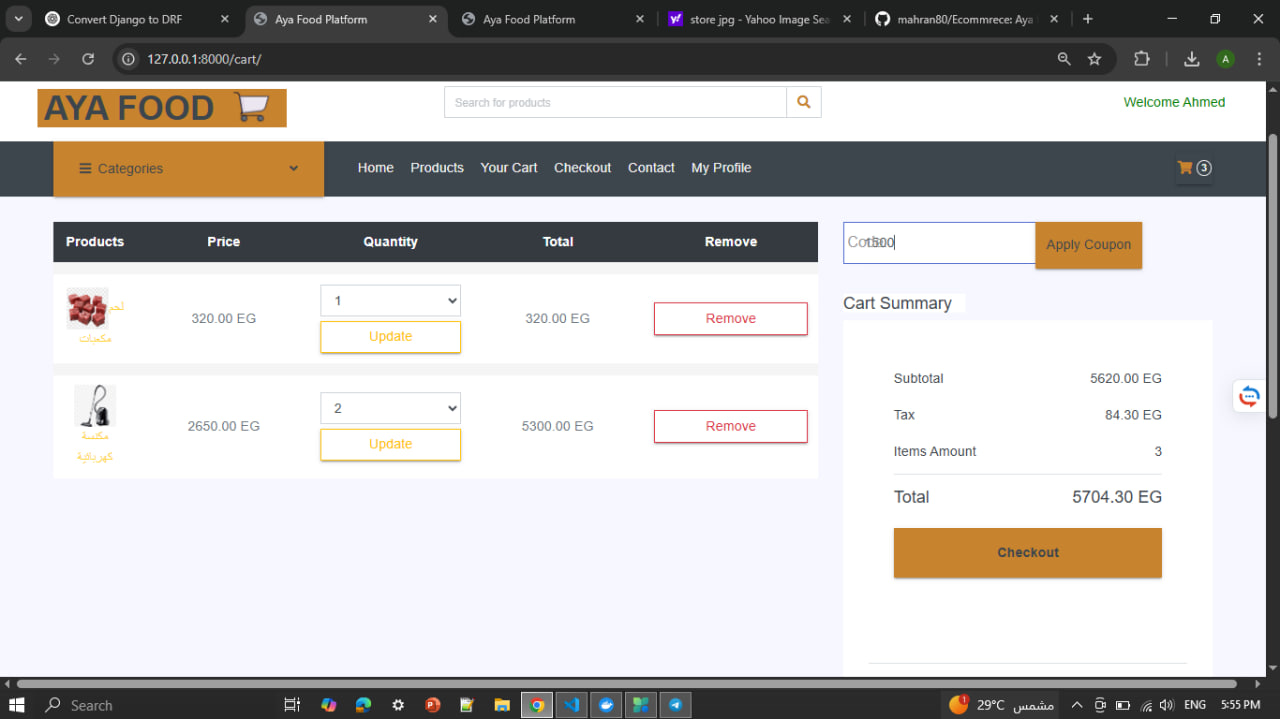 Convert Django to DRF
Aya Food Platform
Aya Food Platform
store jpg - Yahoo Image Sea
mahran80/Ecommrece: Aya
127.0.0.1:8000/cart/
A
AYA FOOD
Search for products
Welcome Ahmed
Categories
Home
Products
Your Cart
Checkout
Contact
My Profile
3
Products Price Quantity Total Remove
لحم
مكعبات
320.00 EG
1
Update
320.00 EG
Remove
مكنسة
كهربائية
2650.00 EG
2
Update
5300.00 EG
Remove
Code
Apply Coupon
Cart Summary
Subtotal 5620.00 EG
Tax 84.30 EG
Items Amount 3
Total 5704.30 EG
Checkout
Search
1
29°C مشمس
ENG
5:55 PM